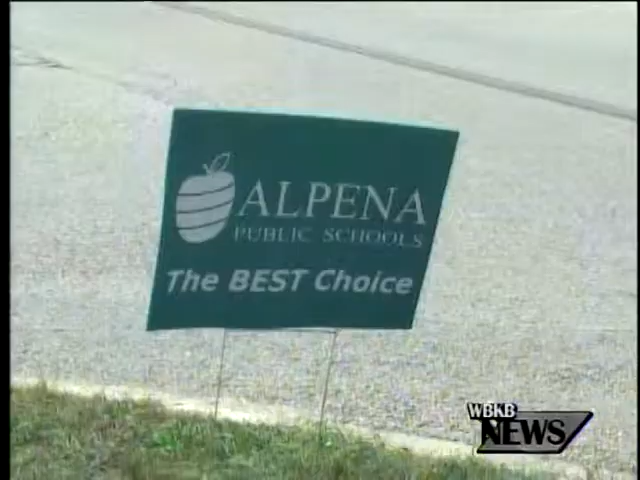 ALPENA
PUBLIC SCHOOLS
The BEST Choice
WBKB
NEWS